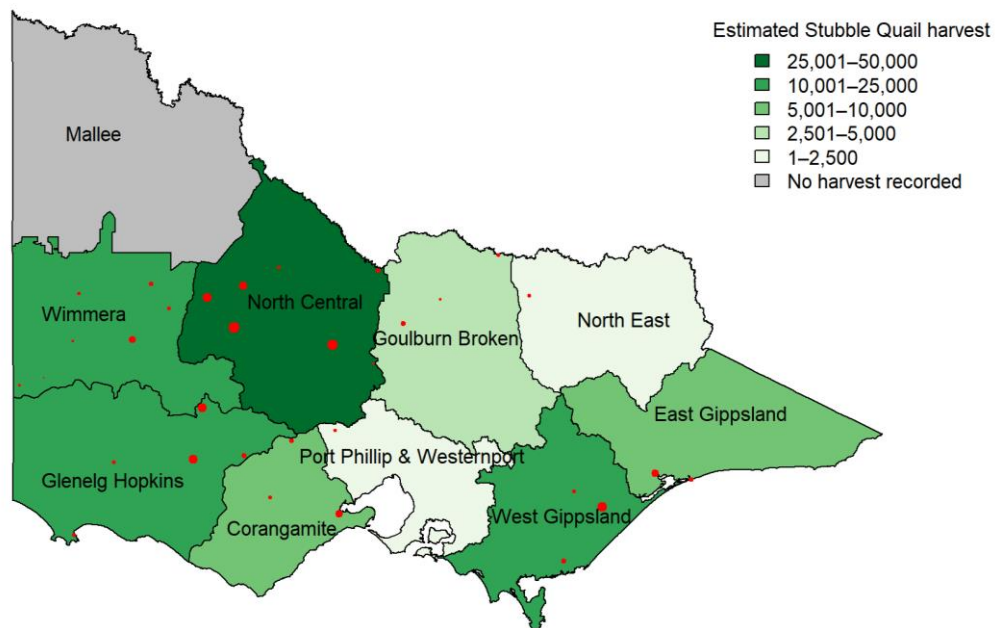 Estimated Stubble Quail harvest
25,001–50,000
10,001–25,000
5,001–10,000
2,501–5,000
1–2,500
No harvest recorded
Mallee
Wimmera
North Central
Goulburn Broken
North East
East Gippsland
Port Phillip & Westernport
Glenelg Hopkins
Corangamite
West Gippsland